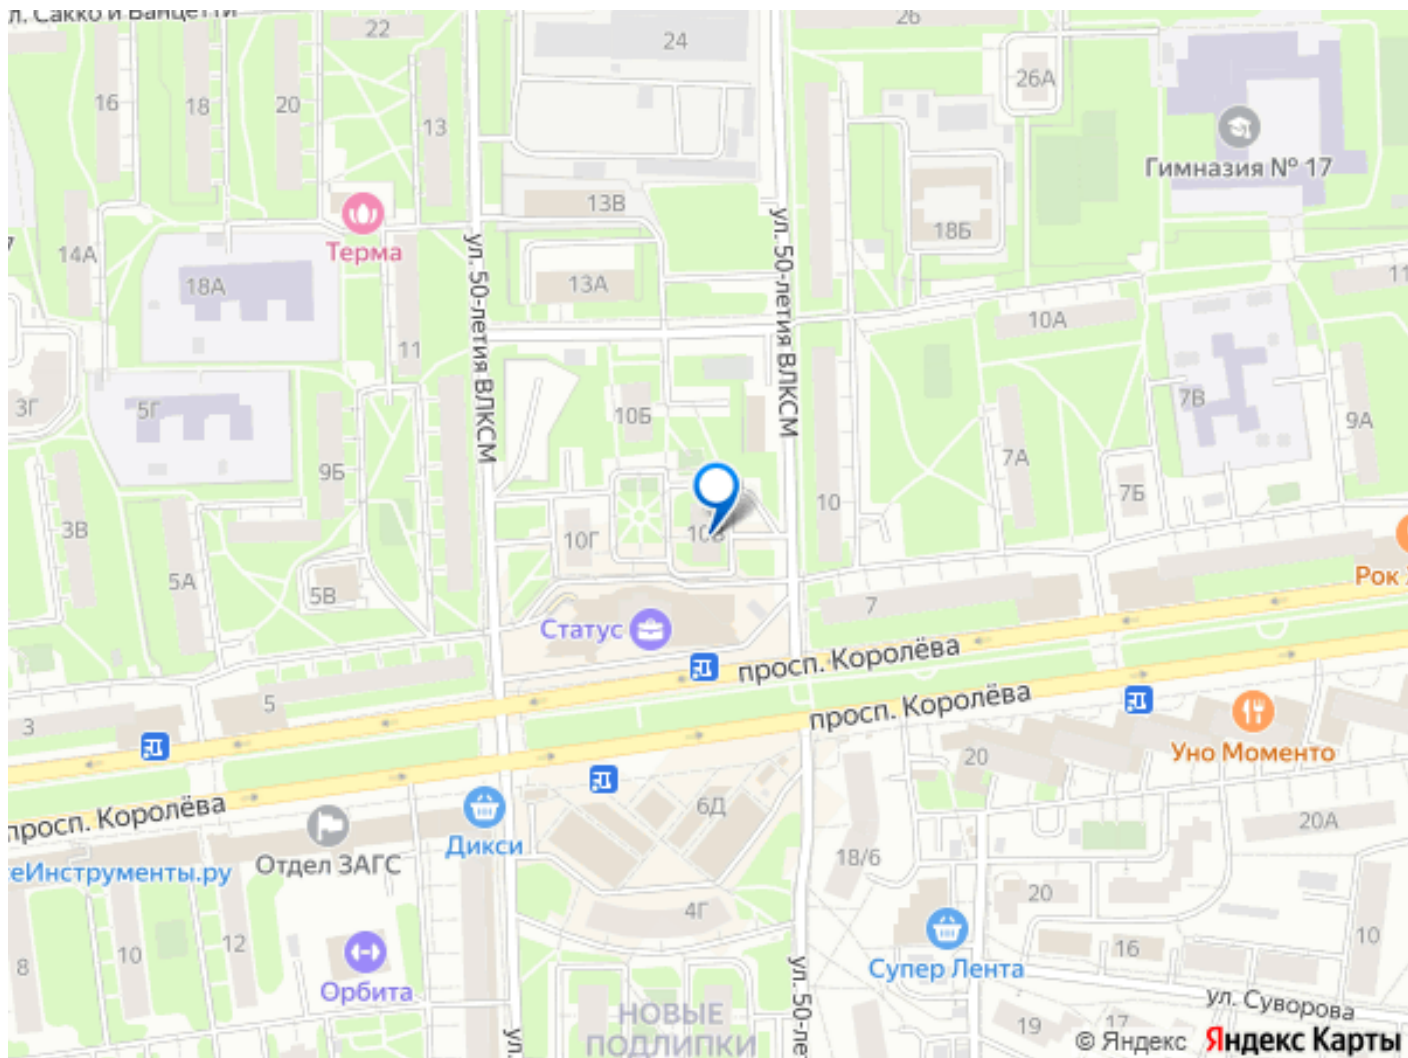 л. Сакко и Ванцетти
22
24
26
26А
16
18
20
13
Гимназия № 17
13В
18Б
14А
Терма
ул. 50-летия ВЛКСМ
ул. 50-летия ВЛКСМ
18А
13А
11
10А
11
3Г
5Г
10Б
7В
9А
9Б
7А
7Б
3В
10
10Г
10В
5А
5В
7
Рок
Статус
просп. Королёва
просп. Королёва
5
3
20
Уно Моменто
просп. Королёва
6Д
Дикси
20А
еИнструменты.ру
Отдел ЗАГС
18/6
4Г
20
8
10
12
16
10
Супер Лента
Орбита
ул. 50-лет
ул. Суворова
НОВЫЕ
ПОДЛИПКИ
ул.
19
17
© Яндекс Яндекс Карты